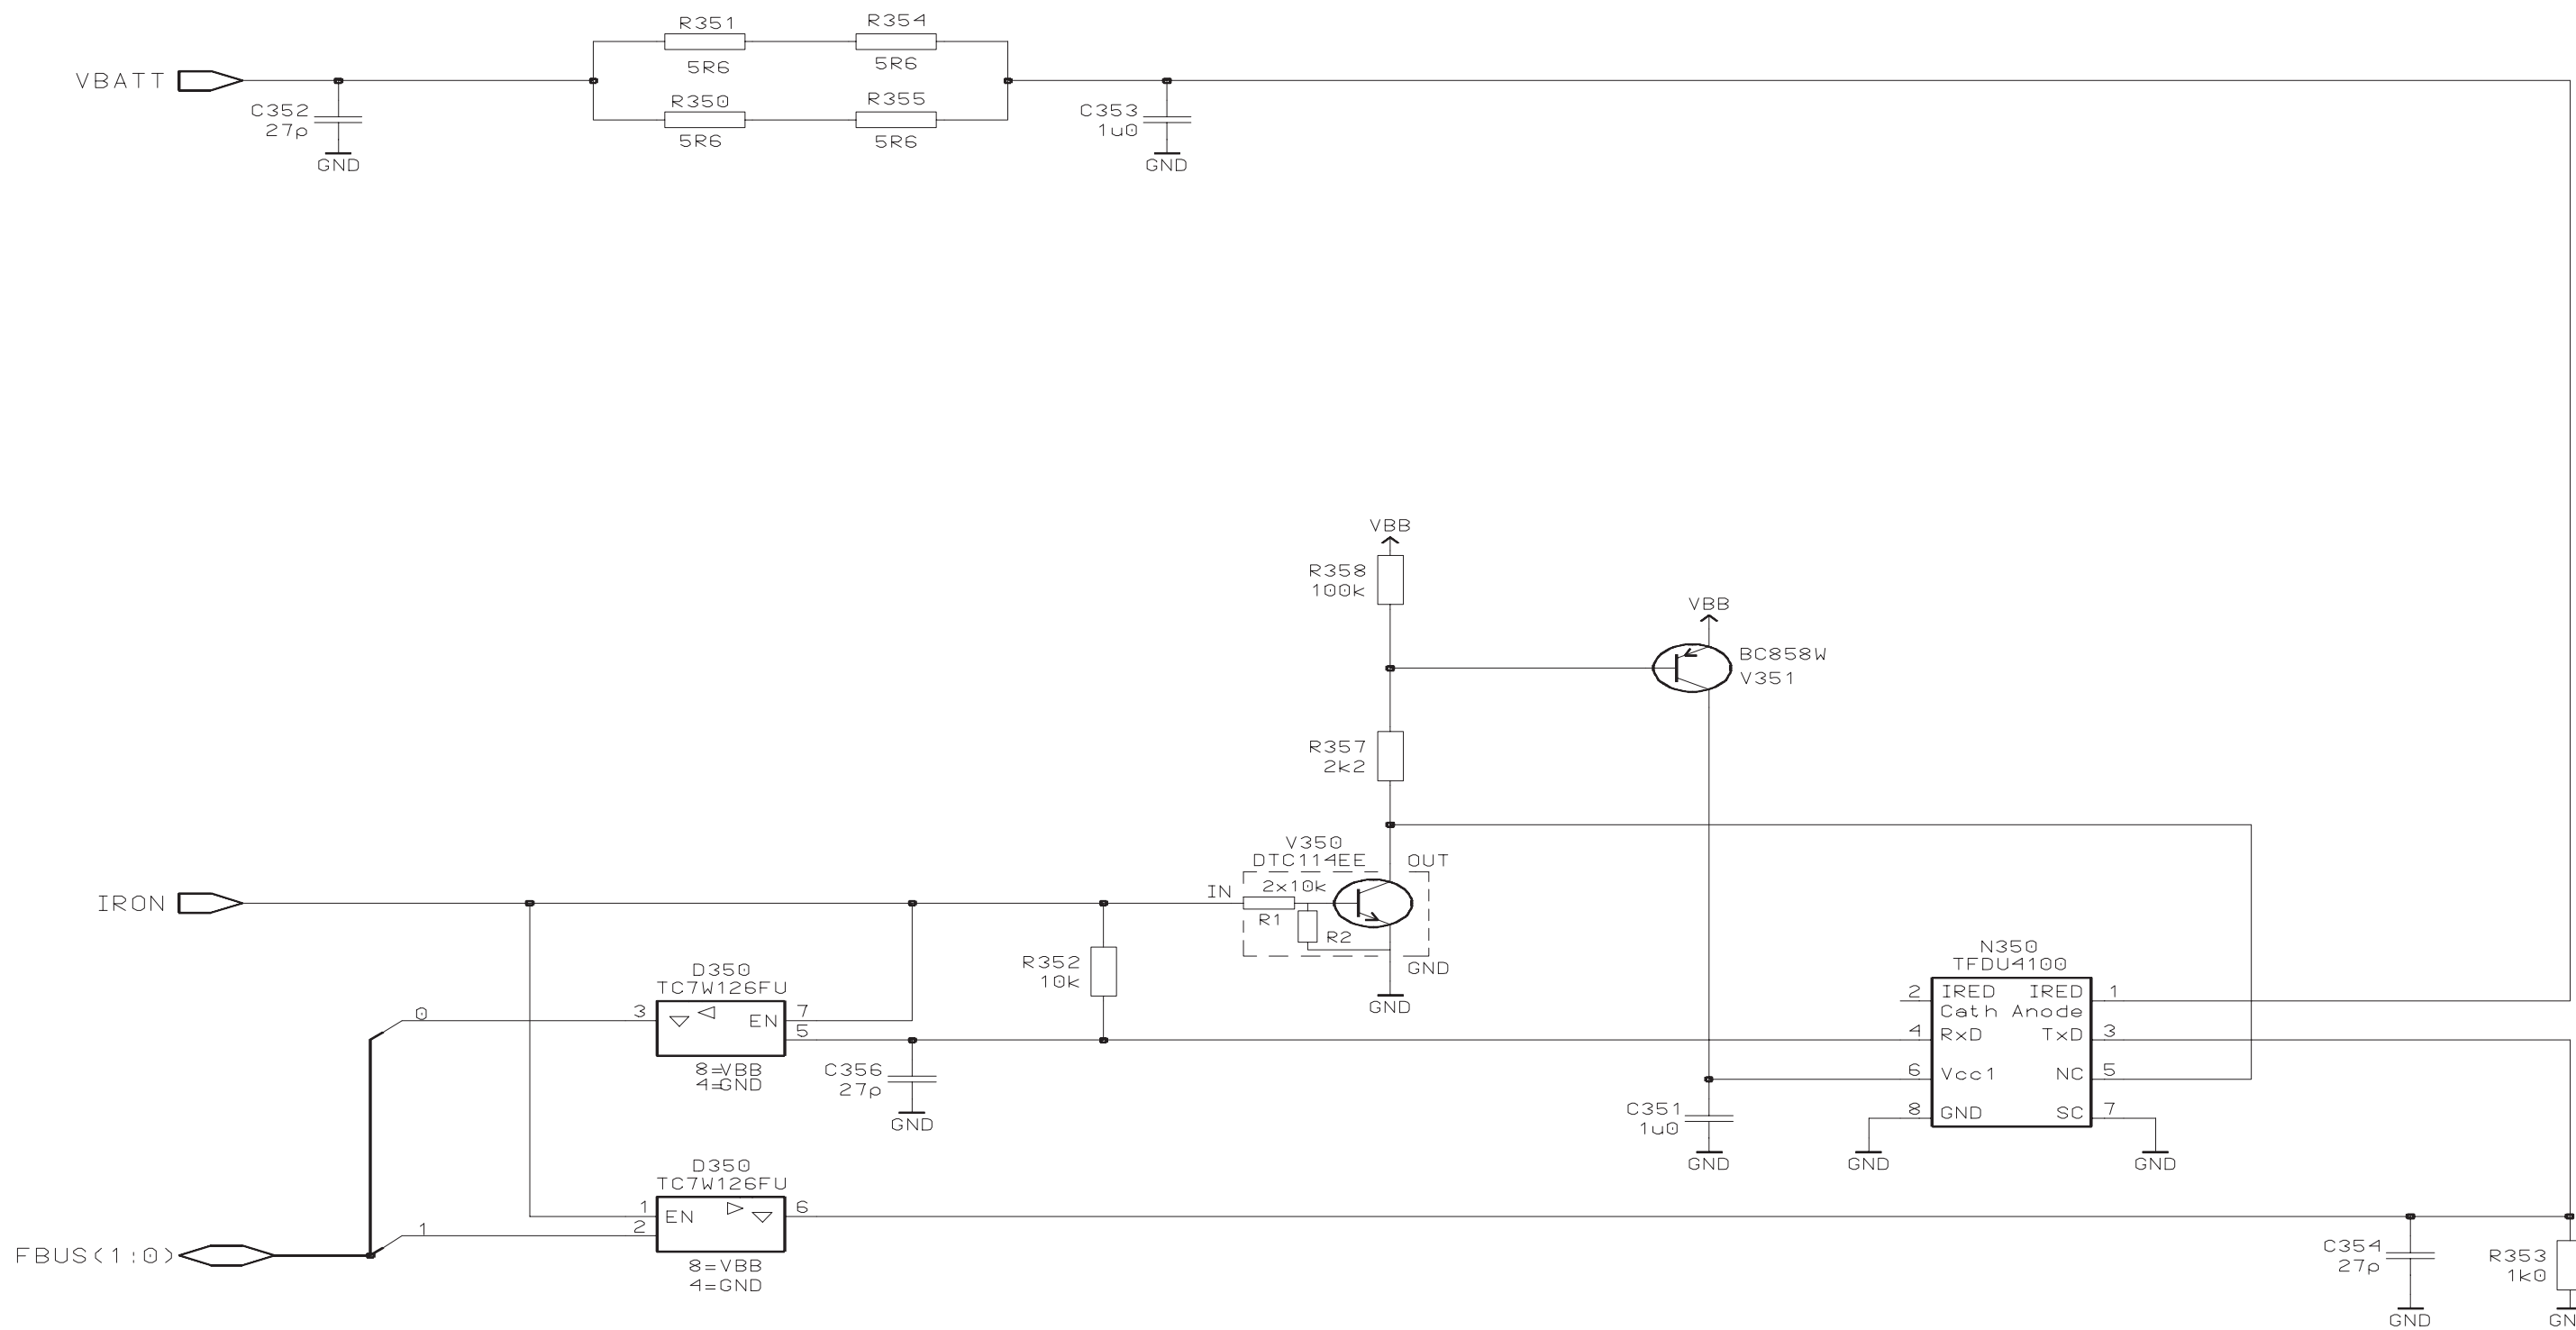 R351
R354
5R6
5R6
VBATT
R350
R355
5R6
5R6
C352
27p
GND
C353
1u0
GND
VBB
R358
100k
VBB
BC858W
V351
R357
2k2
V350
DTC114EE
OUT
IN
2x10k
R1
R2
GND
GND
IRON
R352
10k
D350
TC7W126FU
0
3
EN
7
5
8=VBB
4=GND
C356
27p
GND
N350
TFDU4100
2
IRED
IRED
1
Cath Anode
4
RxD
TxD
3
6
Vcc1
NC
5
8
GND
SC
7
C351
1u0
GND
GND
GND
D350
TC7W126FU
1
EN
6
2
1
8=VBB
4=GND
FBUS(1:0)
C354
27p
GND
R353
1k0
GN